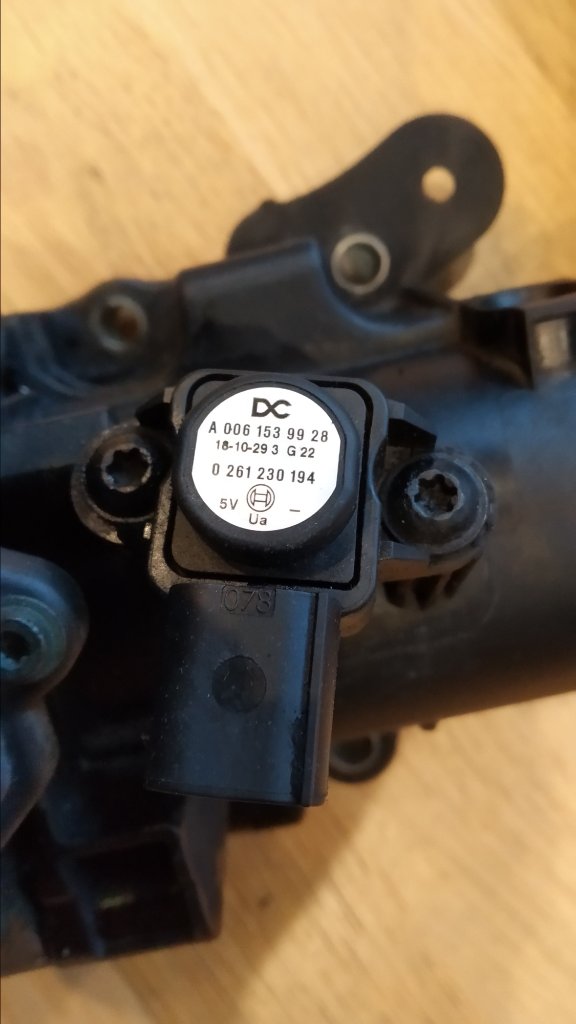 DC
A 006 153 99 28
18-10-29 3 G 22
0 261 230 194
5V –
Ua
078